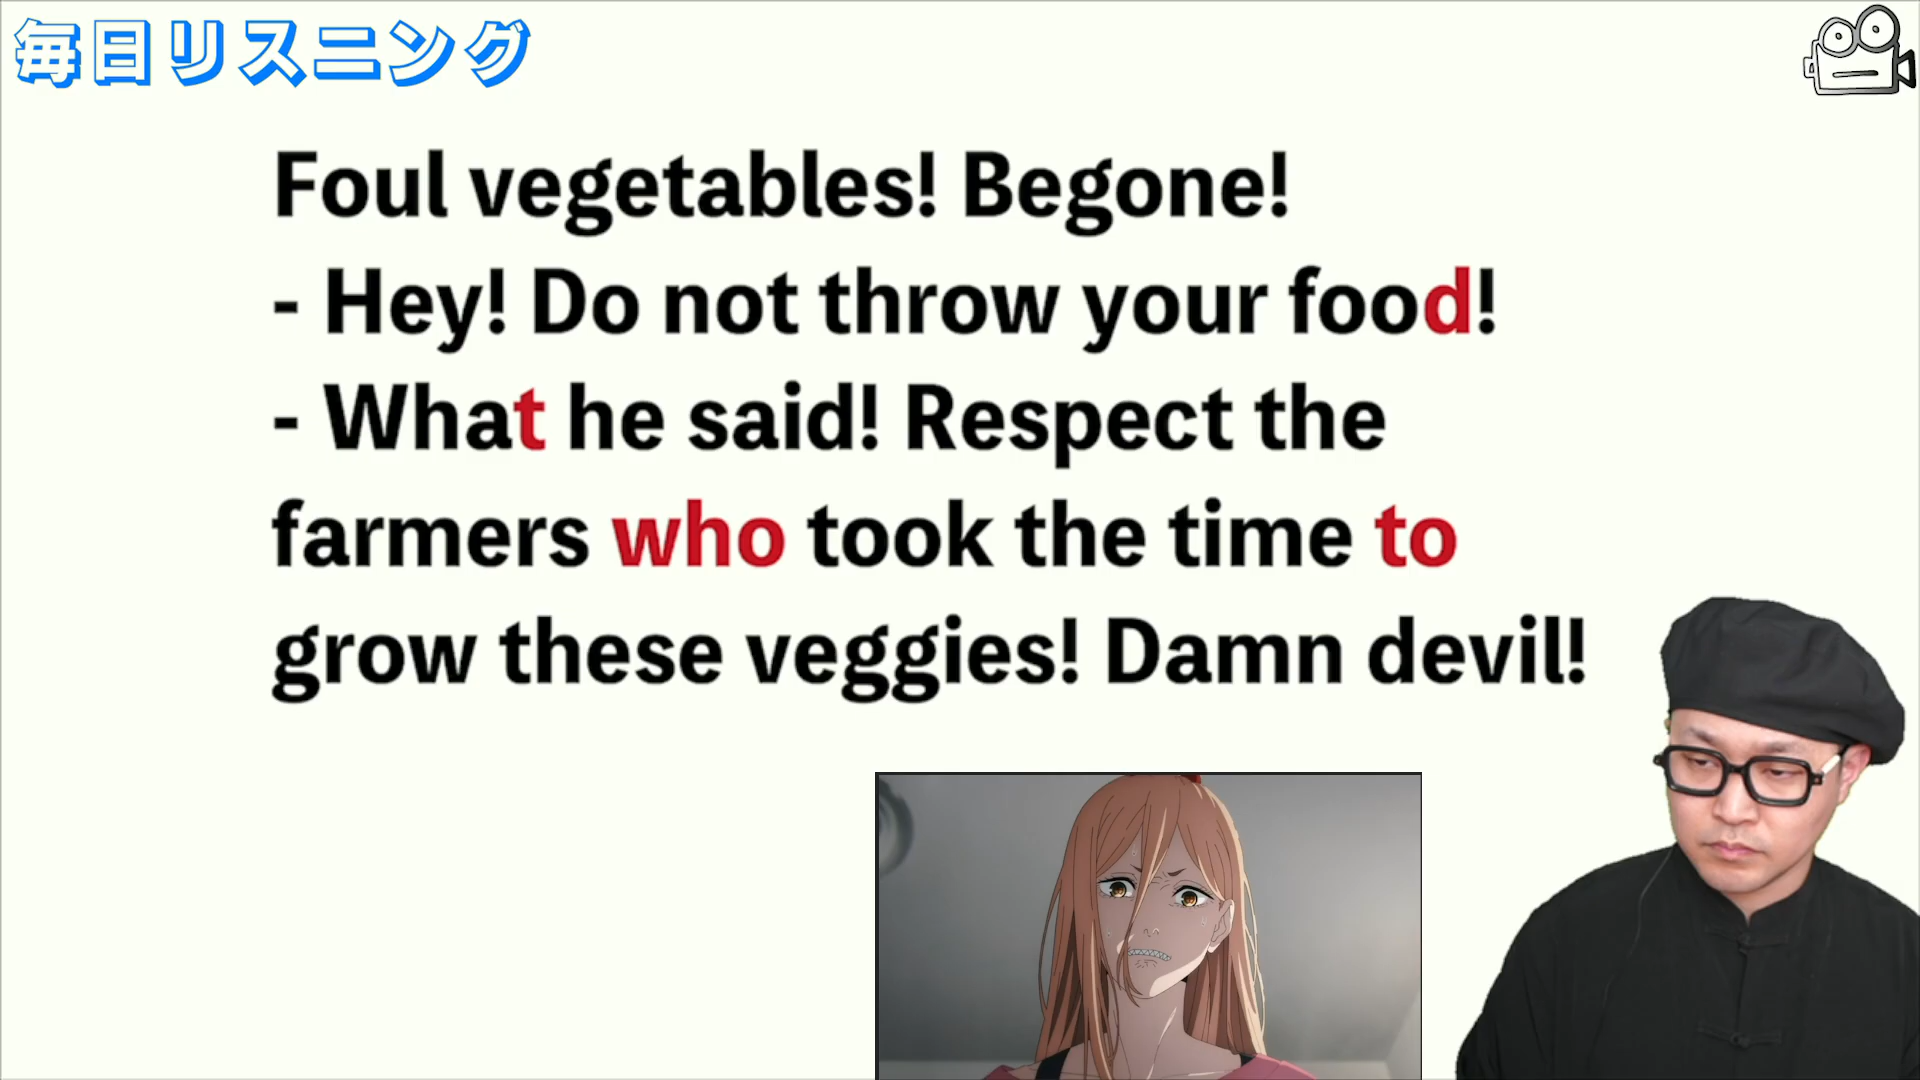 毎日リスニング
Foul vegetables! Begone!
- Hey! Do not throw your food!
- What he said! Respect the
farmers who took the time to
grow these veggies! Damn devil!